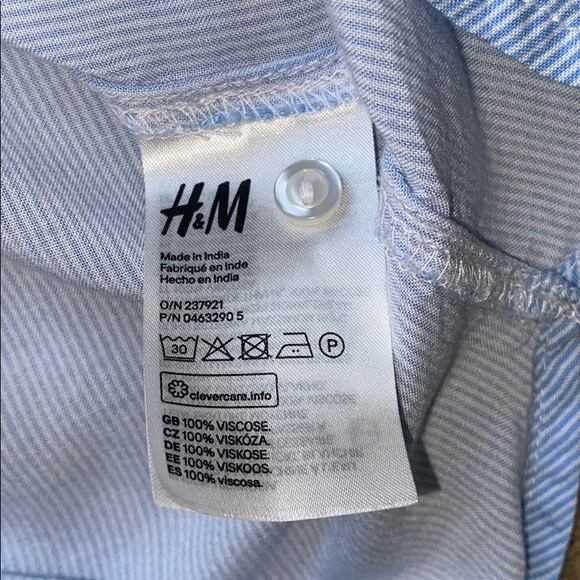 H&M
Made in India
Fabriqué en Inde
Hecho en India
O/N 237921
P/N 0463290 5
30 P
clevercare.info
GB 100% VISCOSE.
CZ 100% VISKÓZA.
DE 100% VISKOSE.
EE 100% VISKOOS.
ES 100% viscosa.